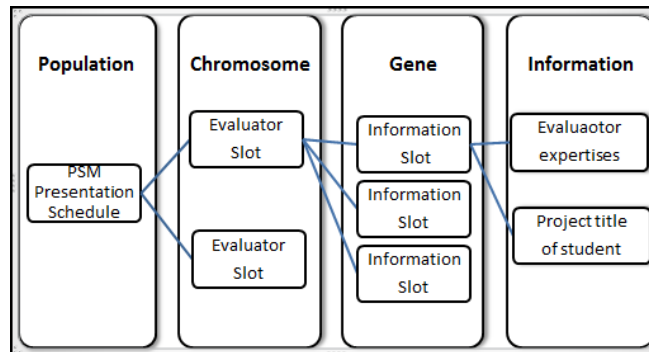 Population
PSM
Presentation
Schedule
Chromosome
Evaluator
Slot
Evaluator
Slot
Gene
Information
Slot
Information
Slot
Information
Slot
Information
Evaluaotor
expertises
Project title
of student